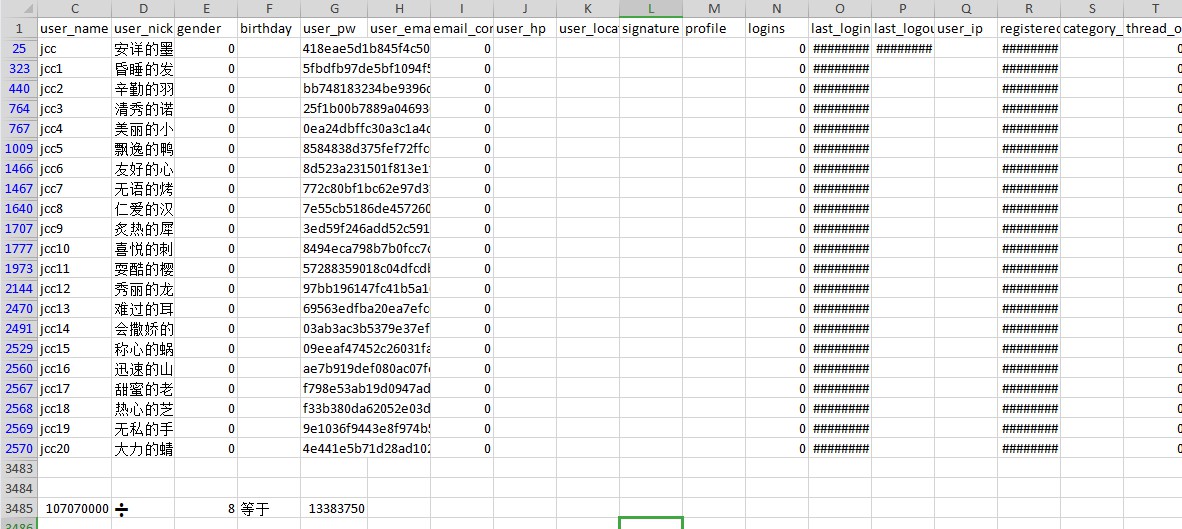 C D E F G H I J K L M N O P Q R S T
1 user_name user_nick gender birthday user_pw user_ema email_con user_hp user_loca signature profile logins last_login last_logou user_ip registered category_ thread_o
25 jcc 安详的墨 0 418eae5d1b845f4c50 0 0 ######## ######## ######## 0
323 jcc1 昏睡的发 0 5fbdfb97de5bf1094f5 0 0 ######## ######## 0
440 jcc2 辛勤的羽 0 bb748183234be9396c 0 0 ######## ######## 0
764 jcc3 清秀的诺 0 25f1b00b7889a04693 0 0 ######## ######## 0
767 jcc4 美丽的小 0 0ea24dbffc30a3c1a4c 0 0 ######## ######## 0
1009 jcc5 飘逸的鸭 0 8584838d375fef72ffc 0 0 ######## ######## 0
1466 jcc6 友好的心 0 8d523a231501f813e1 0 0 ######## ######## 0
1467 jcc7 无语的烤 0 772c80bf1bc62e97d3 0 0 ######## ######## 0
1640 jcc8 仁爱的汉 0 7e55cb5186de457260 0 0 ######## ######## 0
1707 jcc9 炙热的犀 0 3ed59f246add52c591 0 0 ######## ######## 0
1777 jcc10 喜悦的刺 0 8494eca798b7b0fcc7 0 0 ######## ######## 0
1973 jcc11 耍酷的樱 0 57288359018c04dfcd 0 0 ######## ######## 0
2144 jcc12 秀丽的龙 0 97bb196147fc41b5a1 0 0 ######## ######## 0
2470 jcc13 难过的耳 0 69563edfba20ea7efc 0 0 ######## ######## 0
2491 jcc14 会撒娇的 0 03ab3ac3b5379e37ef 0 0 ######## ######## 0
2529 jcc15 称心的蜗 0 09eeaf47452c26031fa 0 0 ######## ######## 0
2560 jcc16 迅速的山 0 ae7b919def080ac07f 0 0 ######## ######## 0
2567 jcc17 甜蜜的老 0 f798e53ab19d0947ad 0 0 ######## ######## 0
2568 jcc18 热心的芝 0 f33b380da62052e03d 0 0 ######## ######## 0
2569 jcc19 无私的手 0 9e1036f9443e8f974b 0 0 ######## ######## 0
2570 jcc20 大力的蜻 0 4e441e5b71d28ad102 0 0 ######## ######## 0
3483
3484
3485 107070000 ÷ 8 等于 13383750